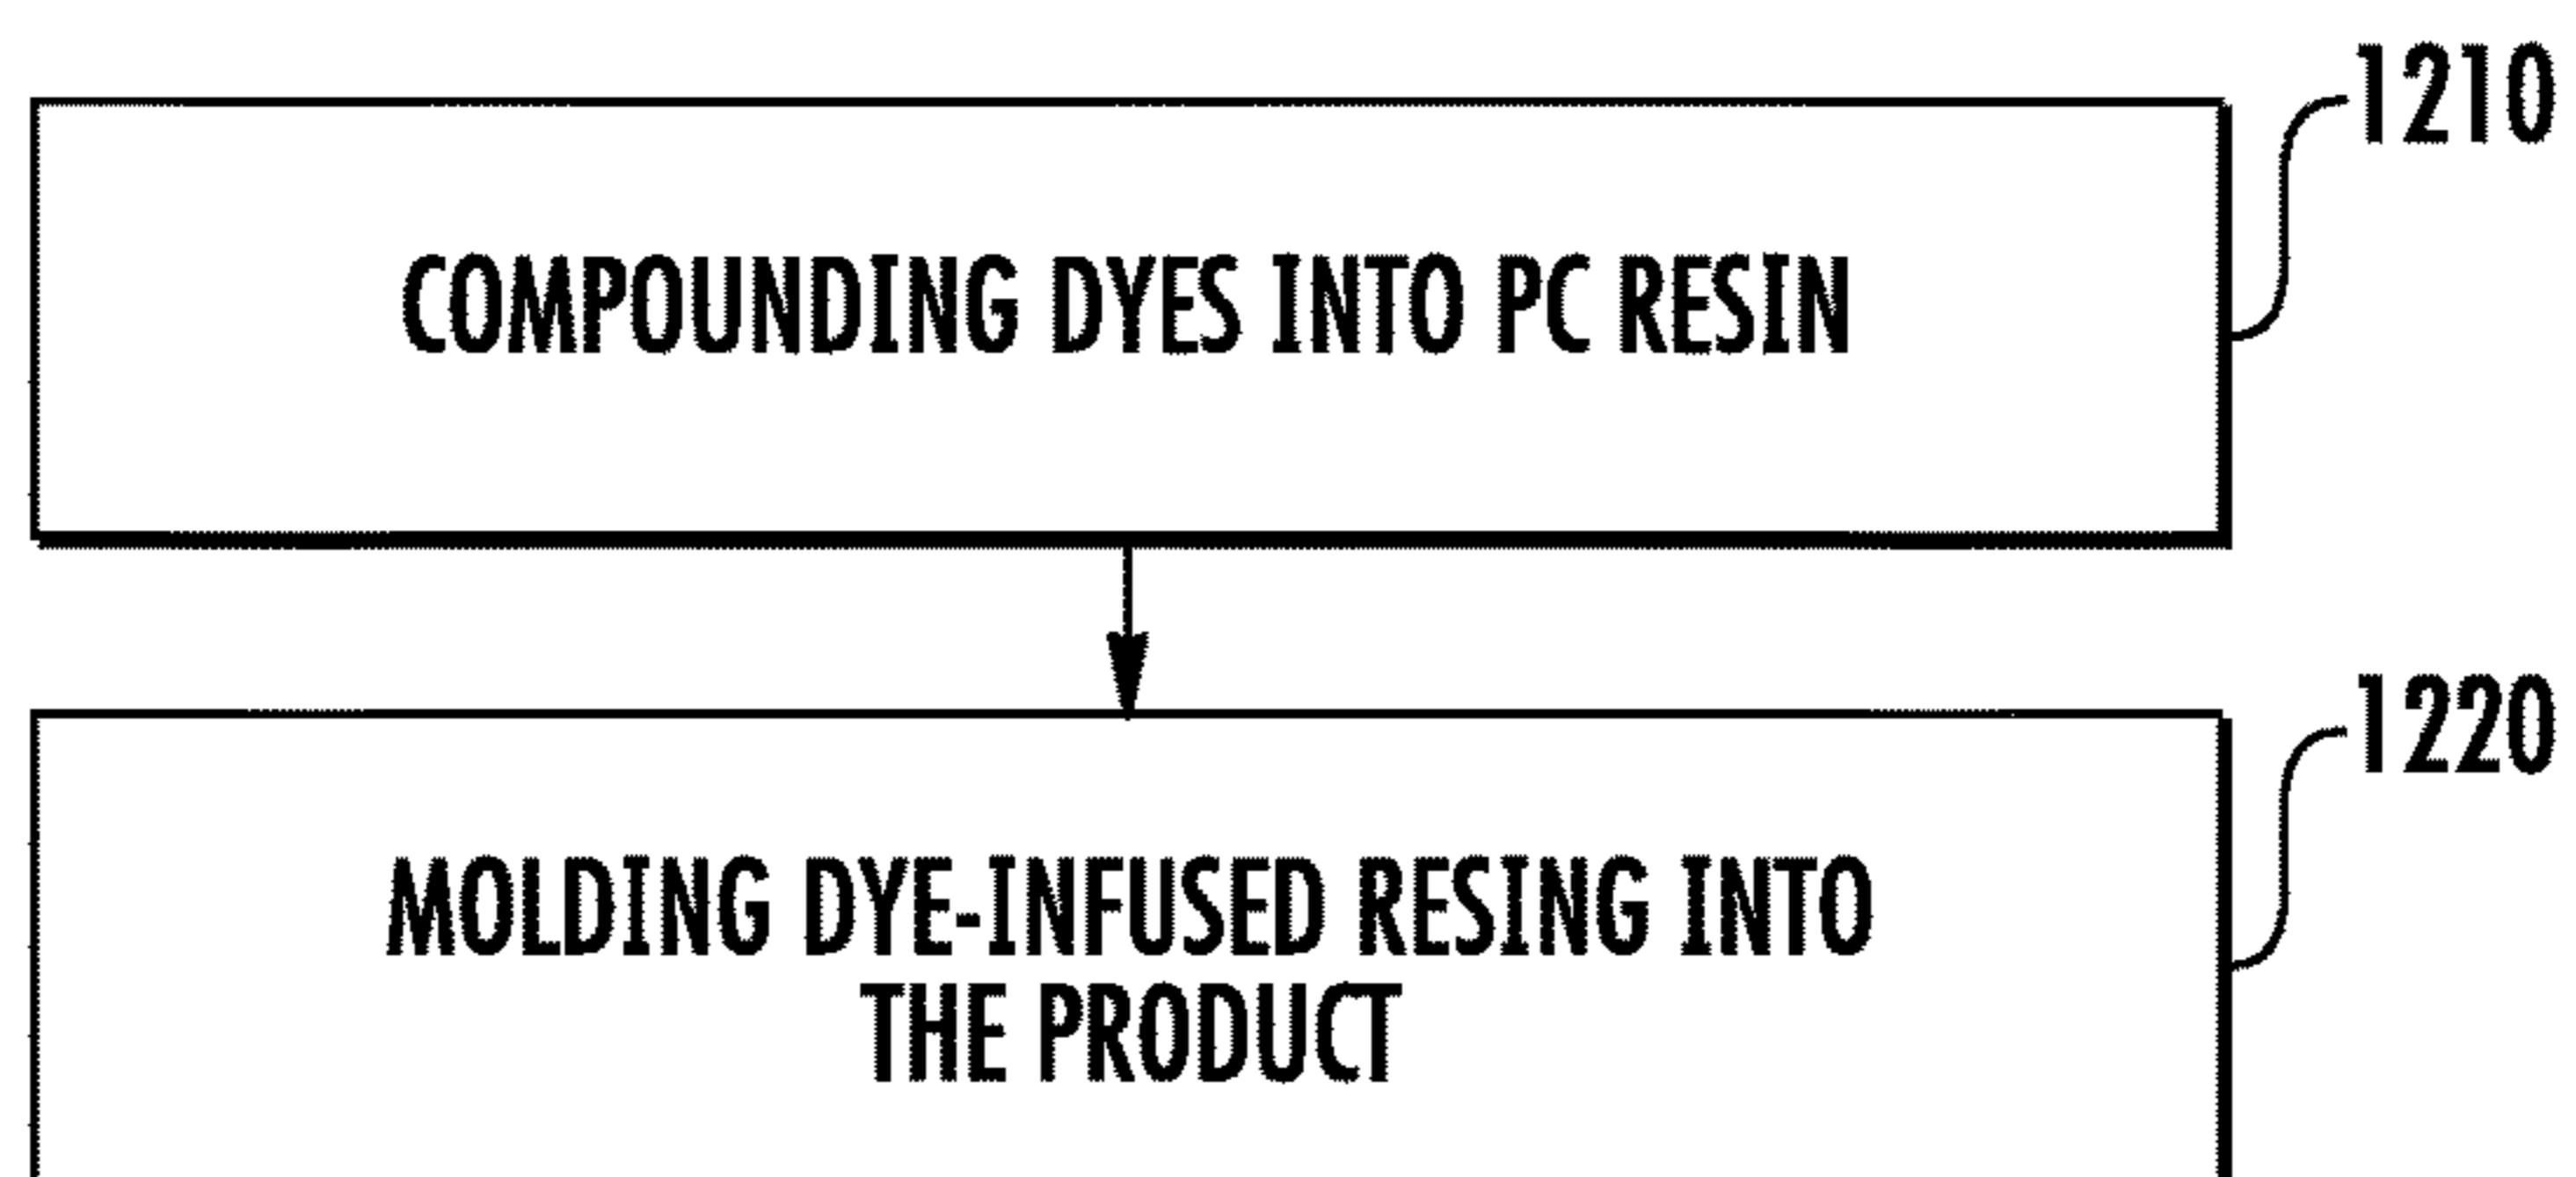 1210
COMPOUNDING DYES INTO PC RESIN
1220
MOLDING DYE-INFUSED RESING INTO
THE PRODUCT